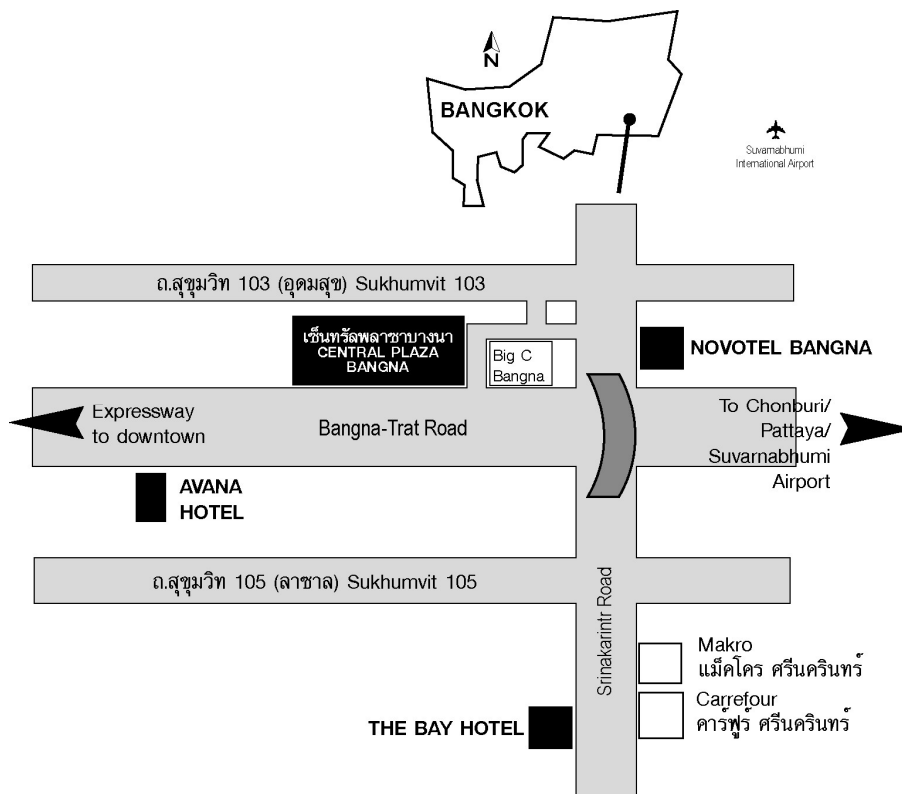 N
BANGKOK
Suvarnabhumi
International Airport
ถ.สุขุมวิท 103 (อุดมสุข) Sukhumvit 103
เซ็นทรัลพลาซาบางนา
CENTRAL PLAZA
BANGNA
Big C
Bangna
NOVOTEL BANGNA
Expressway
to downtown
Bangna-Trat Road
To Chonburi/
Pattaya/
Suvarnabhumi
Airport
AVANA
HOTEL
ถ.สุขุมวิท 105 (ลาซาล) Sukhumvit 105
Srinakarintr Road
Makro
แม็คโคร ศรีนครินทร์
Carrefour
คาร์ฟูร์ ศรีนครินทร์
THE BAY HOTEL